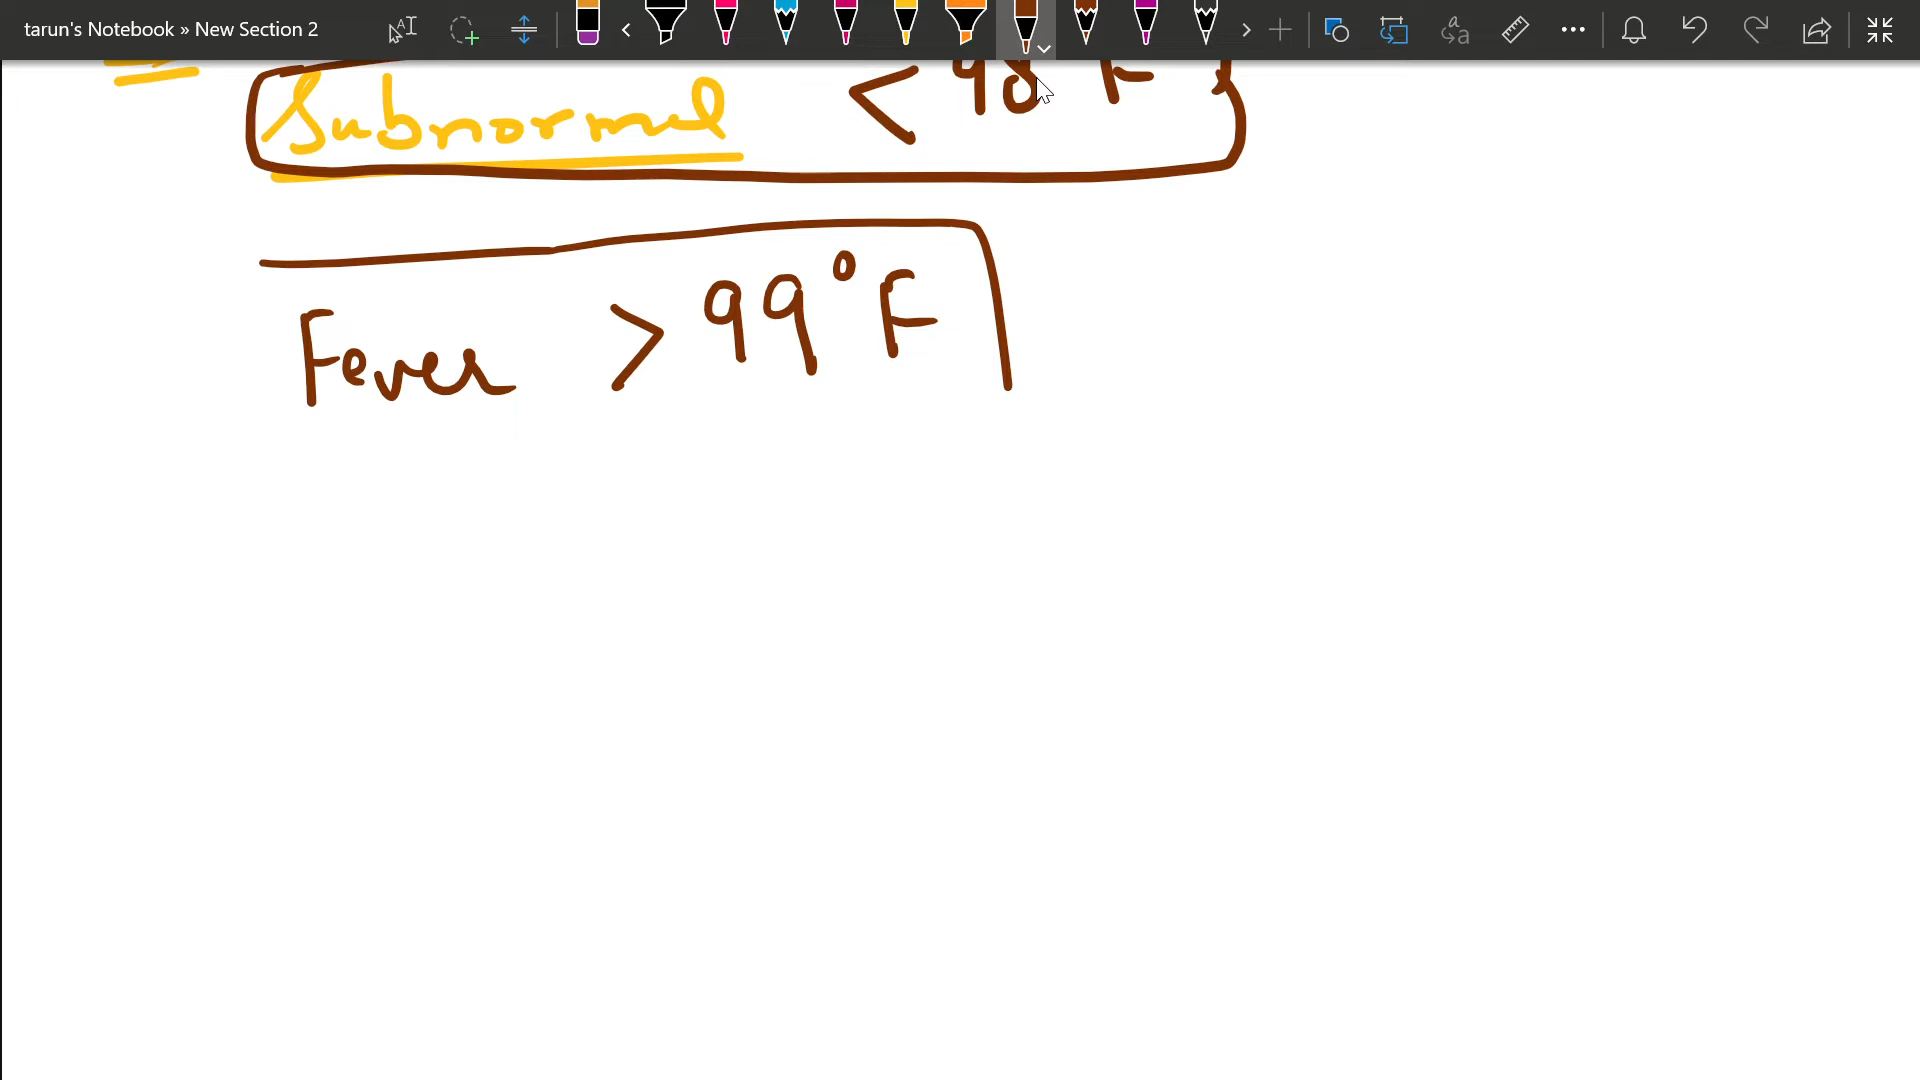 tarun's Notebook » New Section 2
Subnormal < 98 F
Fever > 99°F